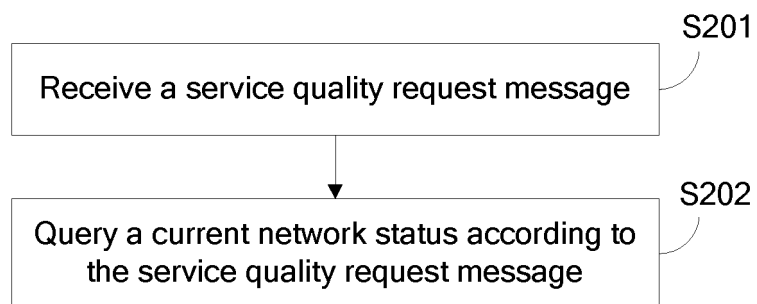 S201
Receive a service quality request message
S202
Query a current network status according to
the service quality request message